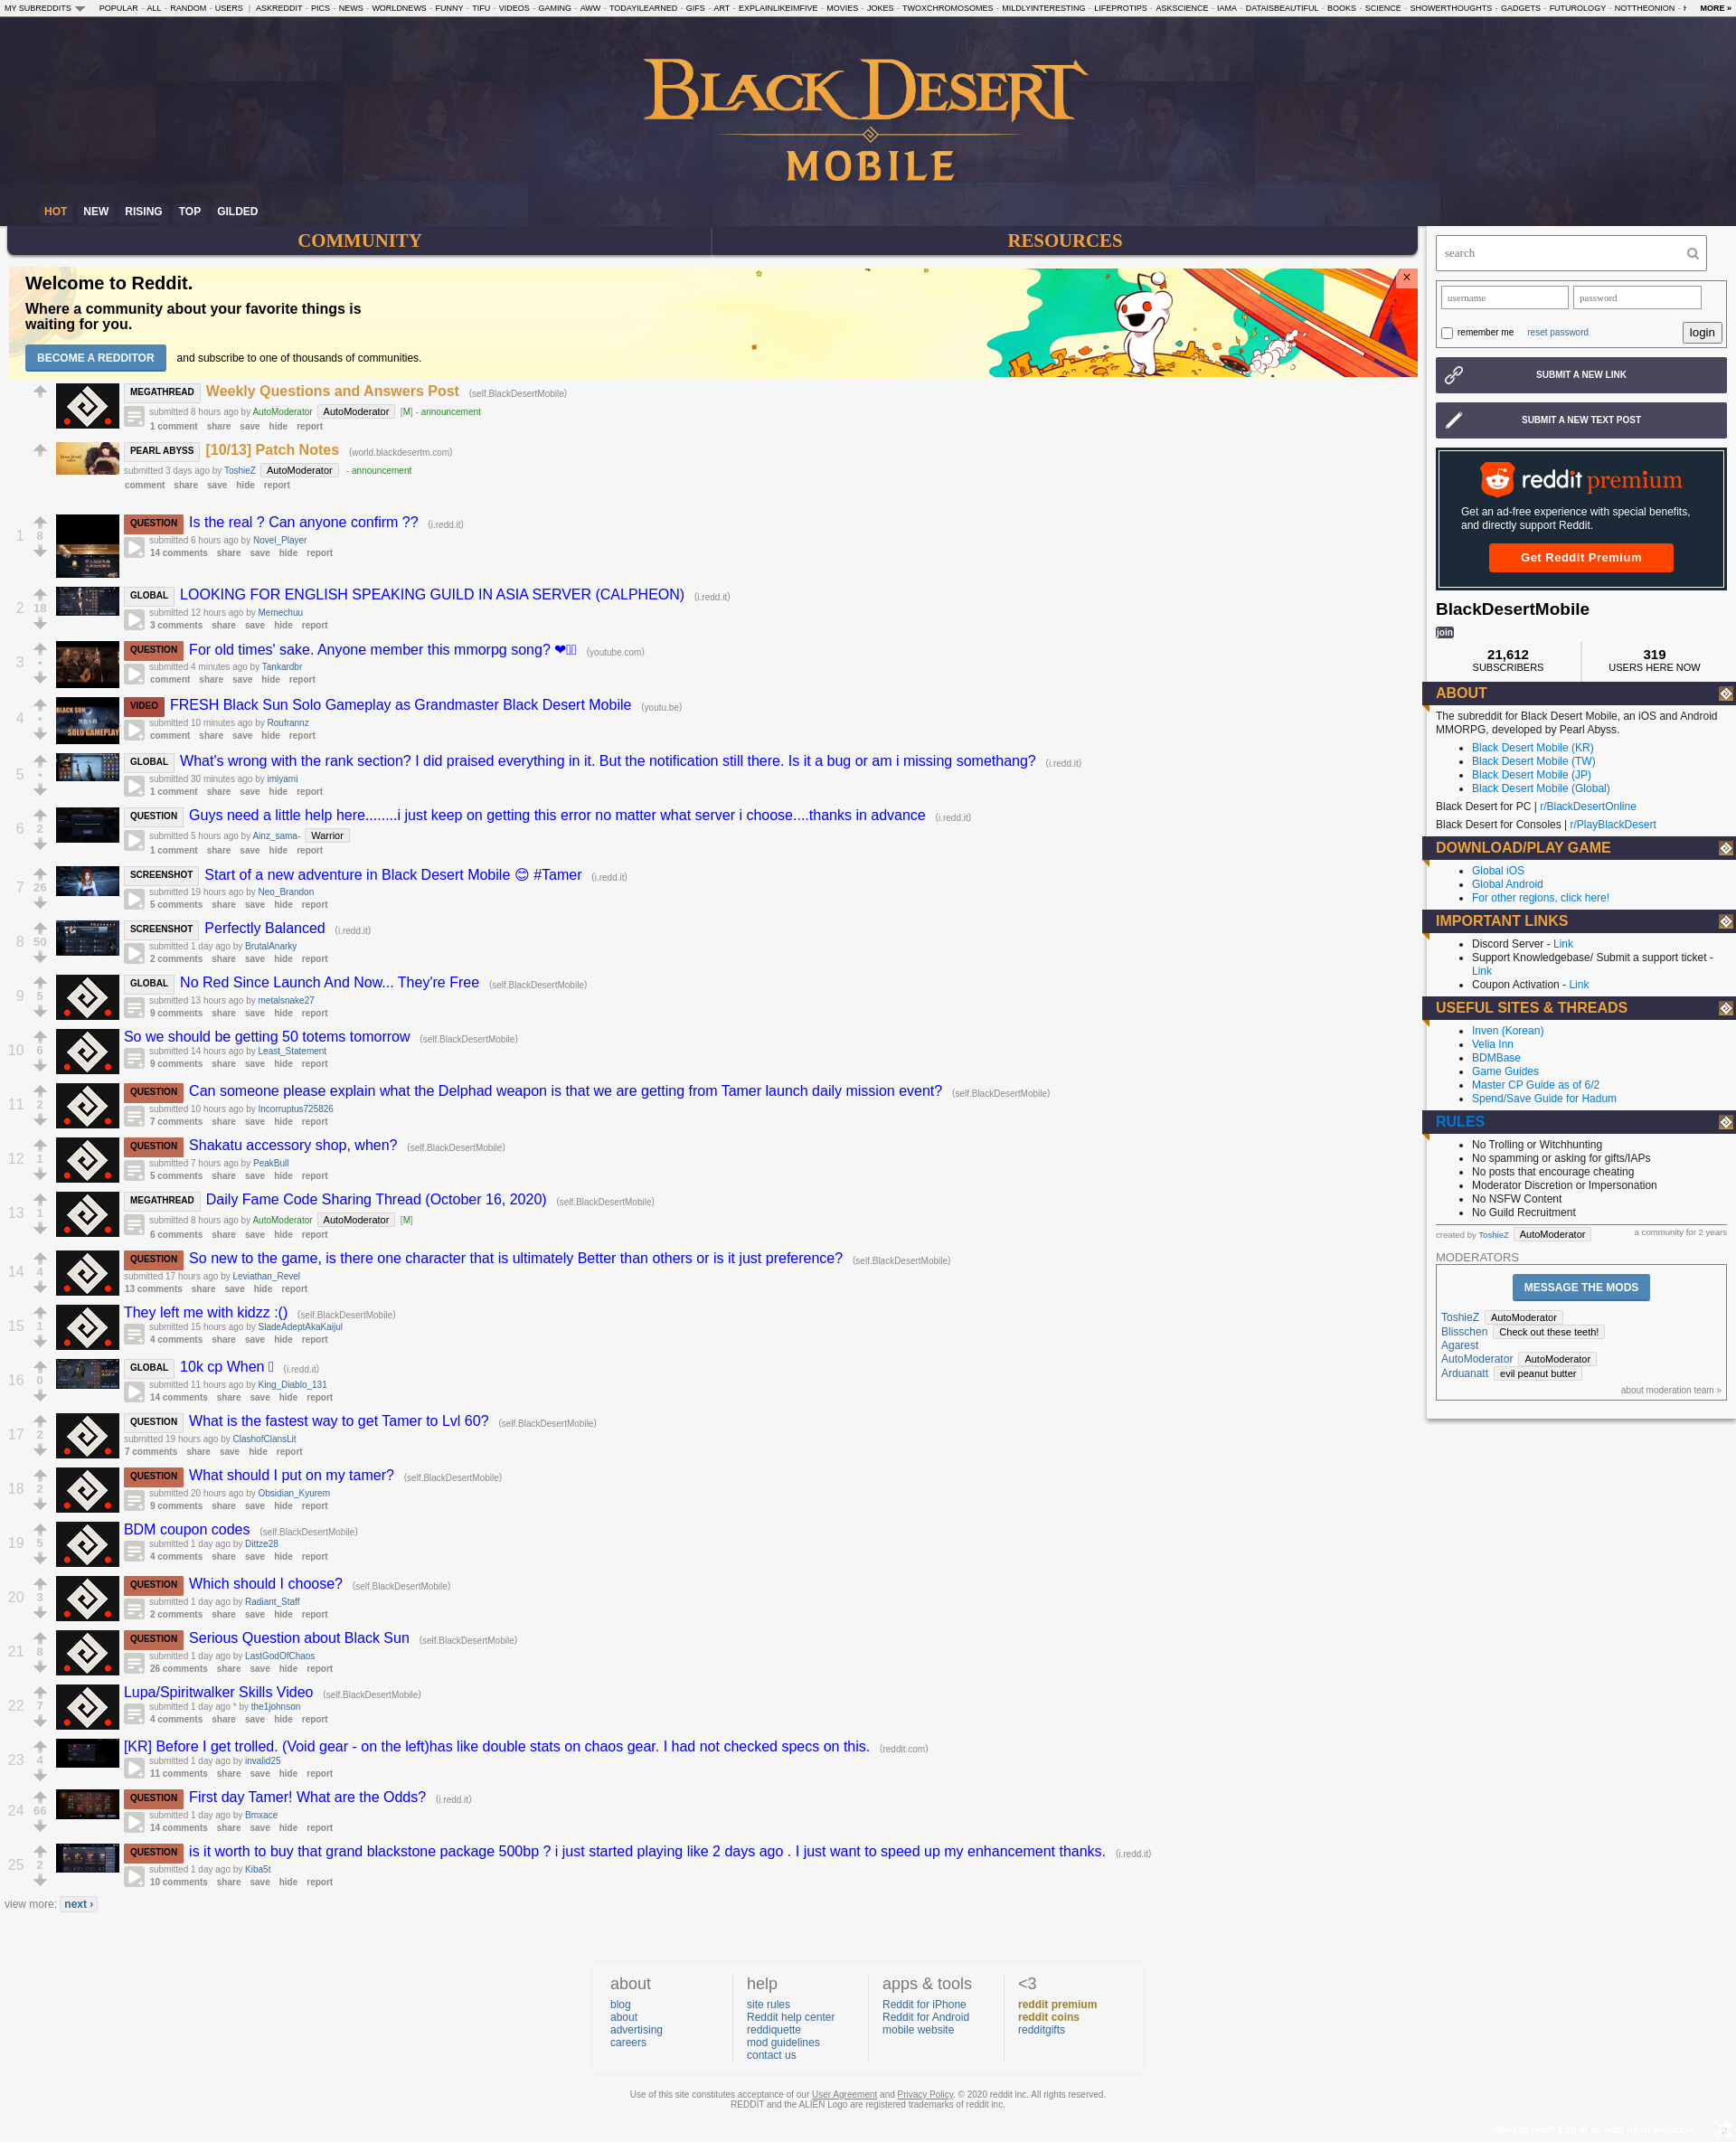 MY SUBREDDITS POPULAR - ALL - RANDOM - USERS | ASKREDDIT - PICS - NEWS - WORLDNEWS - FUNNY - TIFU - VIDEOS - GAMING - AWW - TODAYILEARNED - GIFS - ART - EXPLAINLIKEIMFIVE - MOVIES - JOKES - TWOXCHROMOSOMES - MILDLYINTERESTING - LIFEPROTIPS - ASKSCIENCE - IAMA - DATAISBEAUTIFUL - BOOKS - SCIENCE - SHOWERTHOUGHTS - GADGETS - FUTUROLOGY - NOTTHEONION - MORE »
BLACK DESERT
MOBILE
HOT NEW RISING TOP GILDED
COMMUNITY RESOURCES
Welcome to Reddit.
Where a community about your favorite things is
waiting for you.
BECOME A REDDITOR and subscribe to one of thousands of communities.
×
MEGATHREAD Weekly Questions and Answers Post (self.BlackDesertMobile)
submitted 8 hours ago by AutoModerator AutoModerator [M] - announcement
1 comment share save hide report
PEARL ABYSS [10/13] Patch Notes (world.blackdesertm.com)
submitted 3 days ago by ToshieZ AutoModerator - announcement
comment share save hide report
1 8 QUESTION Is the real ? Can anyone confirm ?? (i.redd.it)
submitted 6 hours ago by Novel_Player
14 comments share save hide report
2 18 GLOBAL LOOKING FOR ENGLISH SPEAKING GUILD IN ASIA SERVER (CALPHEON) (i.redd.it)
submitted 12 hours ago by Memechuu
3 comments share save hide report
3 • QUESTION For old times' sake. Anyone member this mmorpg song? ❤ (youtube.com)
submitted 4 minutes ago by Tankardbr
comment share save hide report
4 • BLACK SUN SOLO GAMEPLAY VIDEO FRESH Black Sun Solo Gameplay as Grandmaster Black Desert Mobile (youtu.be)
submitted 10 minutes ago by Roufrannz
comment share save hide report
5 • GLOBAL What's wrong with the rank section? I did praised everything in it. But the notification still there. Is it a bug or am i missing somethang? (i.redd.it)
submitted 30 minutes ago by imiyami
1 comment share save hide report
6 2 QUESTION Guys need a little help here........i just keep on getting this error no matter what server i choose....thanks in advance (i.redd.it)
submitted 5 hours ago by Ainz_sama- Warrior
1 comment share save hide report
7 26 SCREENSHOT Start of a new adventure in Black Desert Mobile 😊 #Tamer (i.redd.it)
submitted 19 hours ago by Neo_Brandon
5 comments share save hide report
8 50 SCREENSHOT Perfectly Balanced (i.redd.it)
submitted 1 day ago by BrutalAnarky
2 comments share save hide report
9 5 GLOBAL No Red Since Launch And Now... They're Free (self.BlackDesertMobile)
submitted 13 hours ago by metalsnake27
9 comments share save hide report
10 6 So we should be getting 50 totems tomorrow (self.BlackDesertMobile)
submitted 14 hours ago by Least_Statement
9 comments share save hide report
11 2 QUESTION Can someone please explain what the Delphad weapon is that we are getting from Tamer launch daily mission event? (self.BlackDesertMobile)
submitted 10 hours ago by Incorruptus725826
7 comments share save hide report
12 1 QUESTION Shakatu accessory shop, when? (self.BlackDesertMobile)
submitted 7 hours ago by PeakBull
5 comments share save hide report
13 1 MEGATHREAD Daily Fame Code Sharing Thread (October 16, 2020) (self.BlackDesertMobile)
submitted 8 hours ago by AutoModerator AutoModerator [M]
6 comments share save hide report
14 4 QUESTION So new to the game, is there one character that is ultimately Better than others or is it just preference? (self.BlackDesertMobile)
submitted 17 hours ago by Leviathan_Revel
13 comments share save hide report
15 1 They left me with kidzz :() (self.BlackDesertMobile)
submitted 15 hours ago by SladeAdeptAkaKaijul
4 comments share save hide report
16 0 GLOBAL 10k cp When (i.redd.it)
submitted 11 hours ago by King_Diablo_131
14 comments share save hide report
17 2 QUESTION What is the fastest way to get Tamer to Lvl 60? (self.BlackDesertMobile)
submitted 19 hours ago by ClashofClansLit
7 comments share save hide report
18 2 QUESTION What should I put on my tamer? (self.BlackDesertMobile)
submitted 20 hours ago by Obsidian_Kyurem
9 comments share save hide report
19 5 BDM coupon codes (self.BlackDesertMobile)
submitted 1 day ago by Dittze28
4 comments share save hide report
20 3 QUESTION Which should I choose? (self.BlackDesertMobile)
submitted 1 day ago by Radiant_Staff
2 comments share save hide report
21 8 QUESTION Serious Question about Black Sun (self.BlackDesertMobile)
submitted 1 day ago by LastGodOfChaos
26 comments share save hide report
22 7 Lupa/Spiritwalker Skills Video (self.BlackDesertMobile)
submitted 1 day ago * by the1johnson
4 comments share save hide report
23 4 [KR] Before I get trolled. (Void gear - on the left)has like double stats on chaos gear. I had not checked specs on this. (reddit.com)
submitted 1 day ago by invalid25
11 comments share save hide report
24 66 QUESTION First day Tamer! What are the Odds? (i.redd.it)
submitted 1 day ago by Bmxace
14 comments share save hide report
25 2 QUESTION is it worth to buy that grand blackstone package 500bp ? i just started playing like 2 days ago . I just want to speed up my enhancement thanks. (i.redd.it)
submitted 1 day ago by Kiba5t
10 comments share save hide report
view more: next ›
search
username password
remember me reset password login
SUBMIT A NEW LINK
SUBMIT A NEW TEXT POST
reddit premium
Get an ad-free experience with special benefits,
and directly support Reddit.
Get Reddit Premium
BlackDesertMobile
join
21,612 319
SUBSCRIBERS USERS HERE NOW
ABOUT
The subreddit for Black Desert Mobile, an iOS and Android
MMORPG, developed by Pearl Abyss.
Black Desert Mobile (KR)
Black Desert Mobile (TW)
Black Desert Mobile (JP)
Black Desert Mobile (Global)
Black Desert for PC | r/BlackDesertOnline
Black Desert for Consoles | r/PlayBlackDesert
DOWNLOAD/PLAY GAME
Global iOS
Global Android
For other regions, click here!
IMPORTANT LINKS
Discord Server - Link
Support Knowledgebase/ Submit a support ticket -
Link
Coupon Activation - Link
USEFUL SITES & THREADS
Inven (Korean)
Velia Inn
BDMBase
Game Guides
Master CP Guide as of 6/2
Spend/Save Guide for Hadum
RULES
No Trolling or Witchhunting
No spamming or asking for gifts/IAPs
No posts that encourage cheating
Moderator Discretion or Impersonation
No NSFW Content
No Guild Recruitment
created by ToshieZ AutoModerator a community for 2 years
MODERATORS
MESSAGE THE MODS
ToshieZ AutoModerator
Blisschen Check out these teeth!
Agarest
AutoModerator AutoModerator
Arduanatt evil peanut butter
about moderation team »
about help apps & tools <3
blog site rules Reddit for iPhone reddit premium
about Reddit help center Reddit for Android reddit coins
advertising reddiquette mobile website redditgifts
careers mod guidelines
contact us
Use of this site constitutes acceptance of our User Agreement and Privacy Policy. © 2020 reddit inc. All rights reserved.
REDDIT and the ALIEN Logo are registered trademarks of reddit inc.